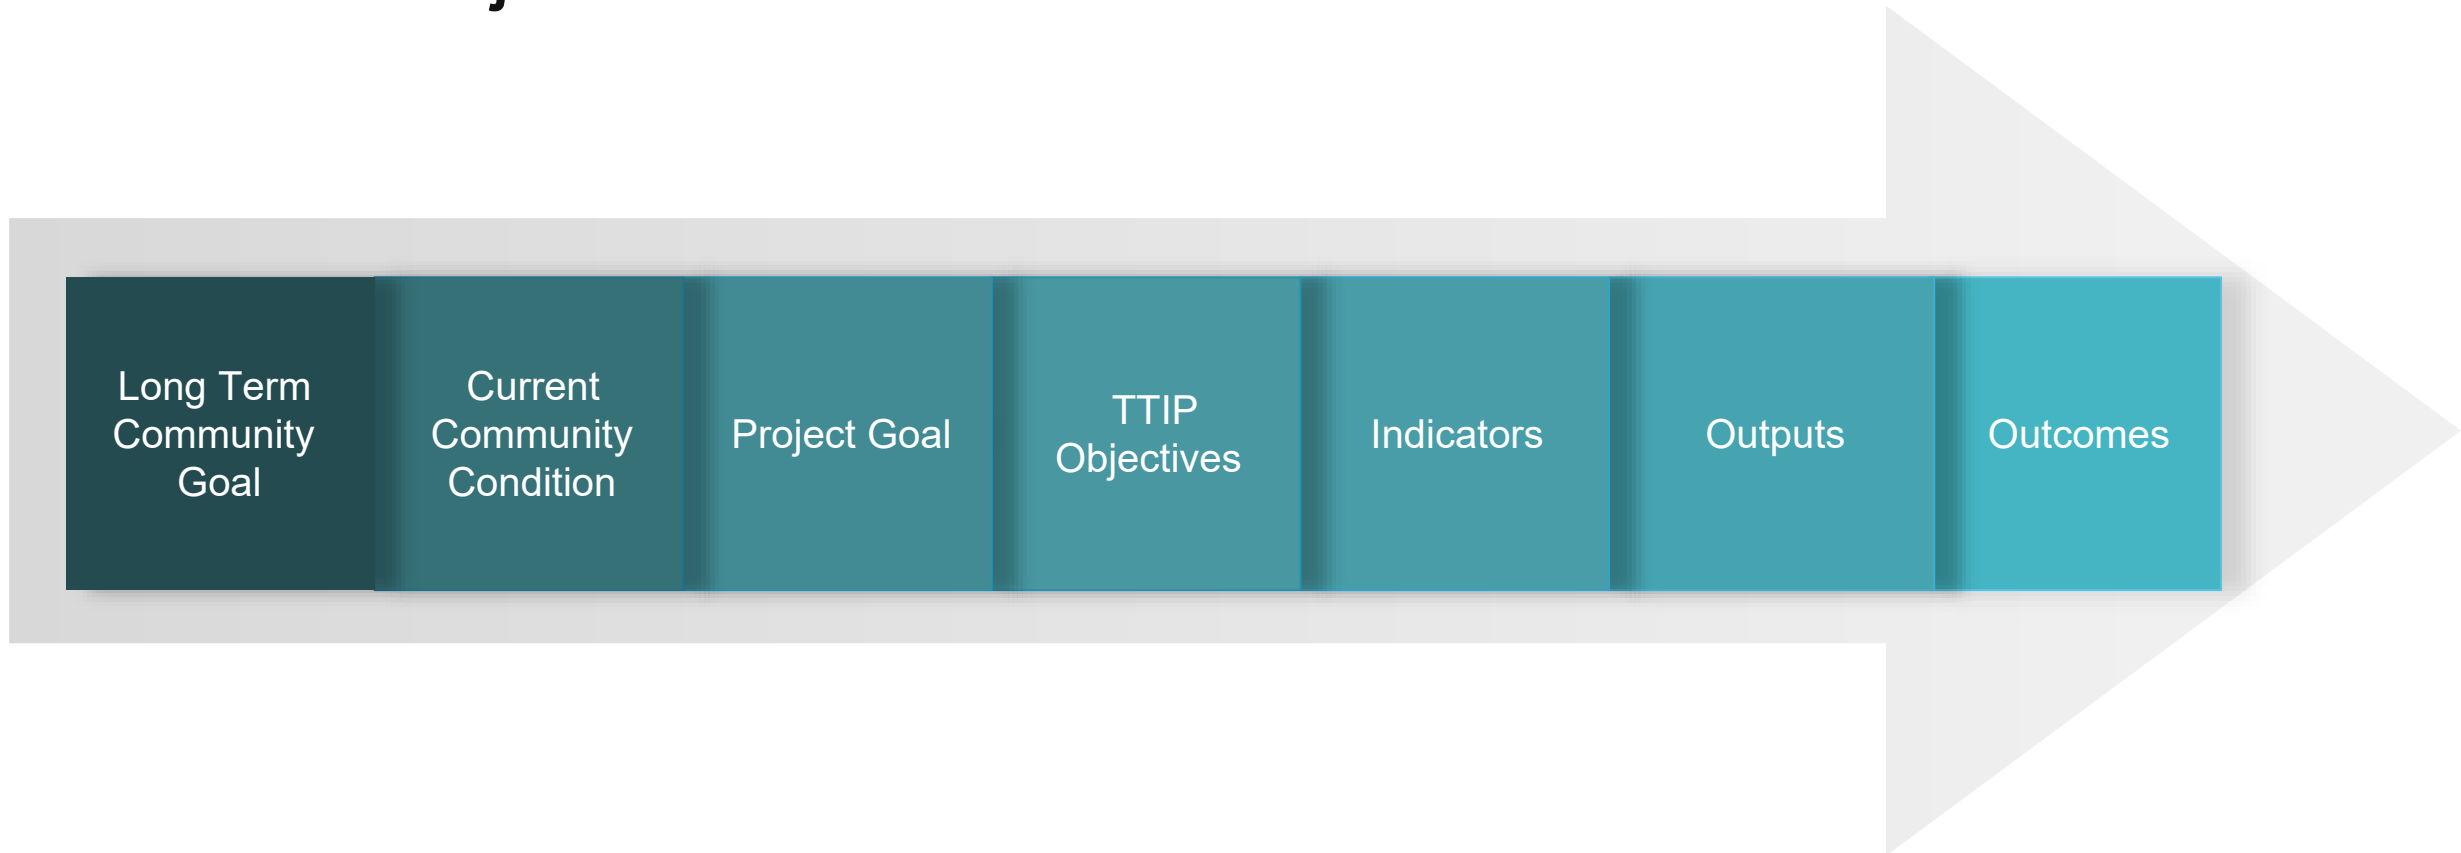 Long Term
Community
Goal
Current
Community
Condition
Project Goal
TTIP
Objectives
Indicators
Outputs
Outcomes